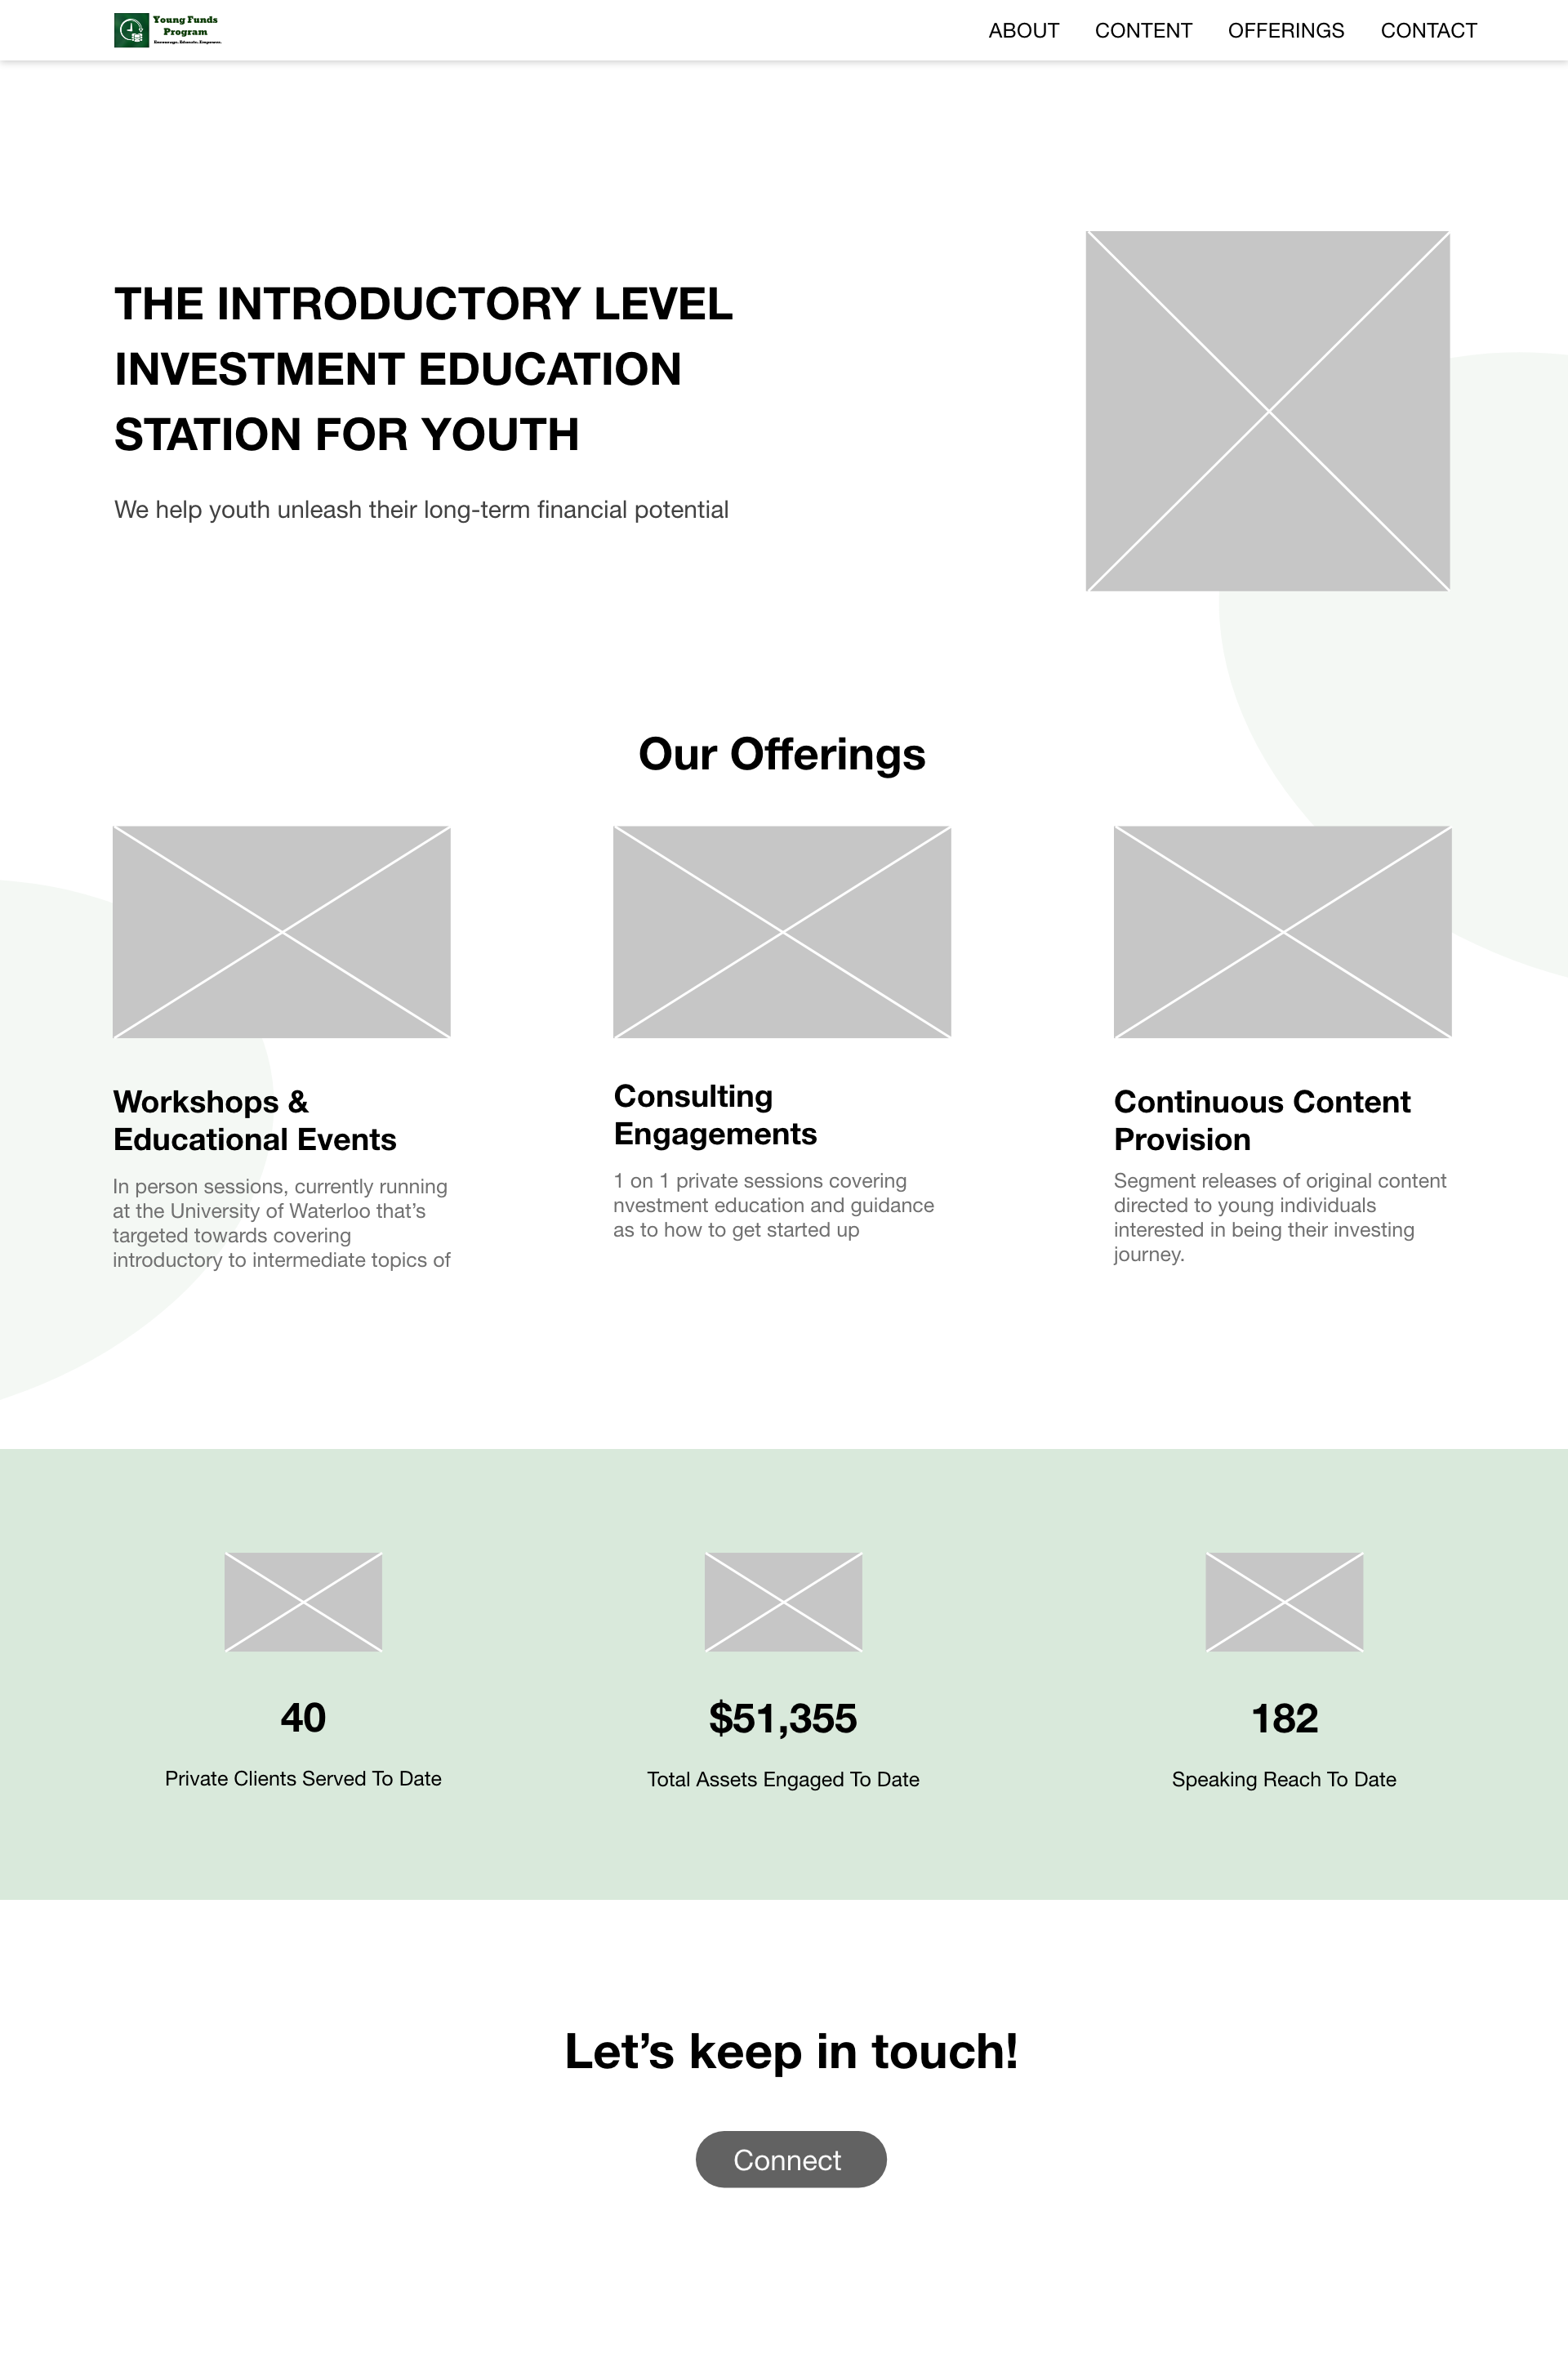 Young Funds
Program
Encourage. Educate. Empower.
ABOUT CONTENT OFFERINGS CONTACT
THE INTRODUCTORY LEVEL
INVESTMENT EDUCATION
STATION FOR YOUTH
We help youth unleash their long-term financial potential
Our Offerings
Workshops &
Educational Events
In person sessions, currently running
at the University of Waterloo that’s
targeted towards covering
introductory to intermediate topics of
Consulting
Engagements
1 on 1 private sessions covering
nvestment education and guidance
as to how to get started up
Continuous Content
Provision
Segment releases of original content
directed to young individuals
interested in being their investing
journey.
40
Private Clients Served To Date
$51,355
Total Assets Engaged To Date
182
Speaking Reach To Date
Let’s keep in touch!
Connect